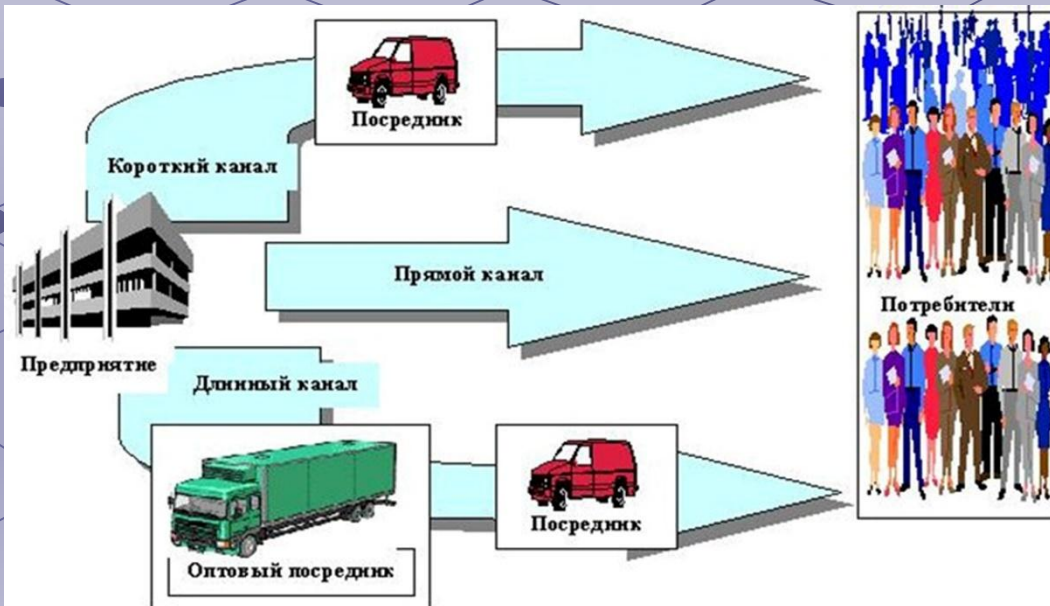 Посредник
Короткий канал
Прямой канал
Потребители
Предприятие
Длинный канал
Посредник
Оптовый посредник